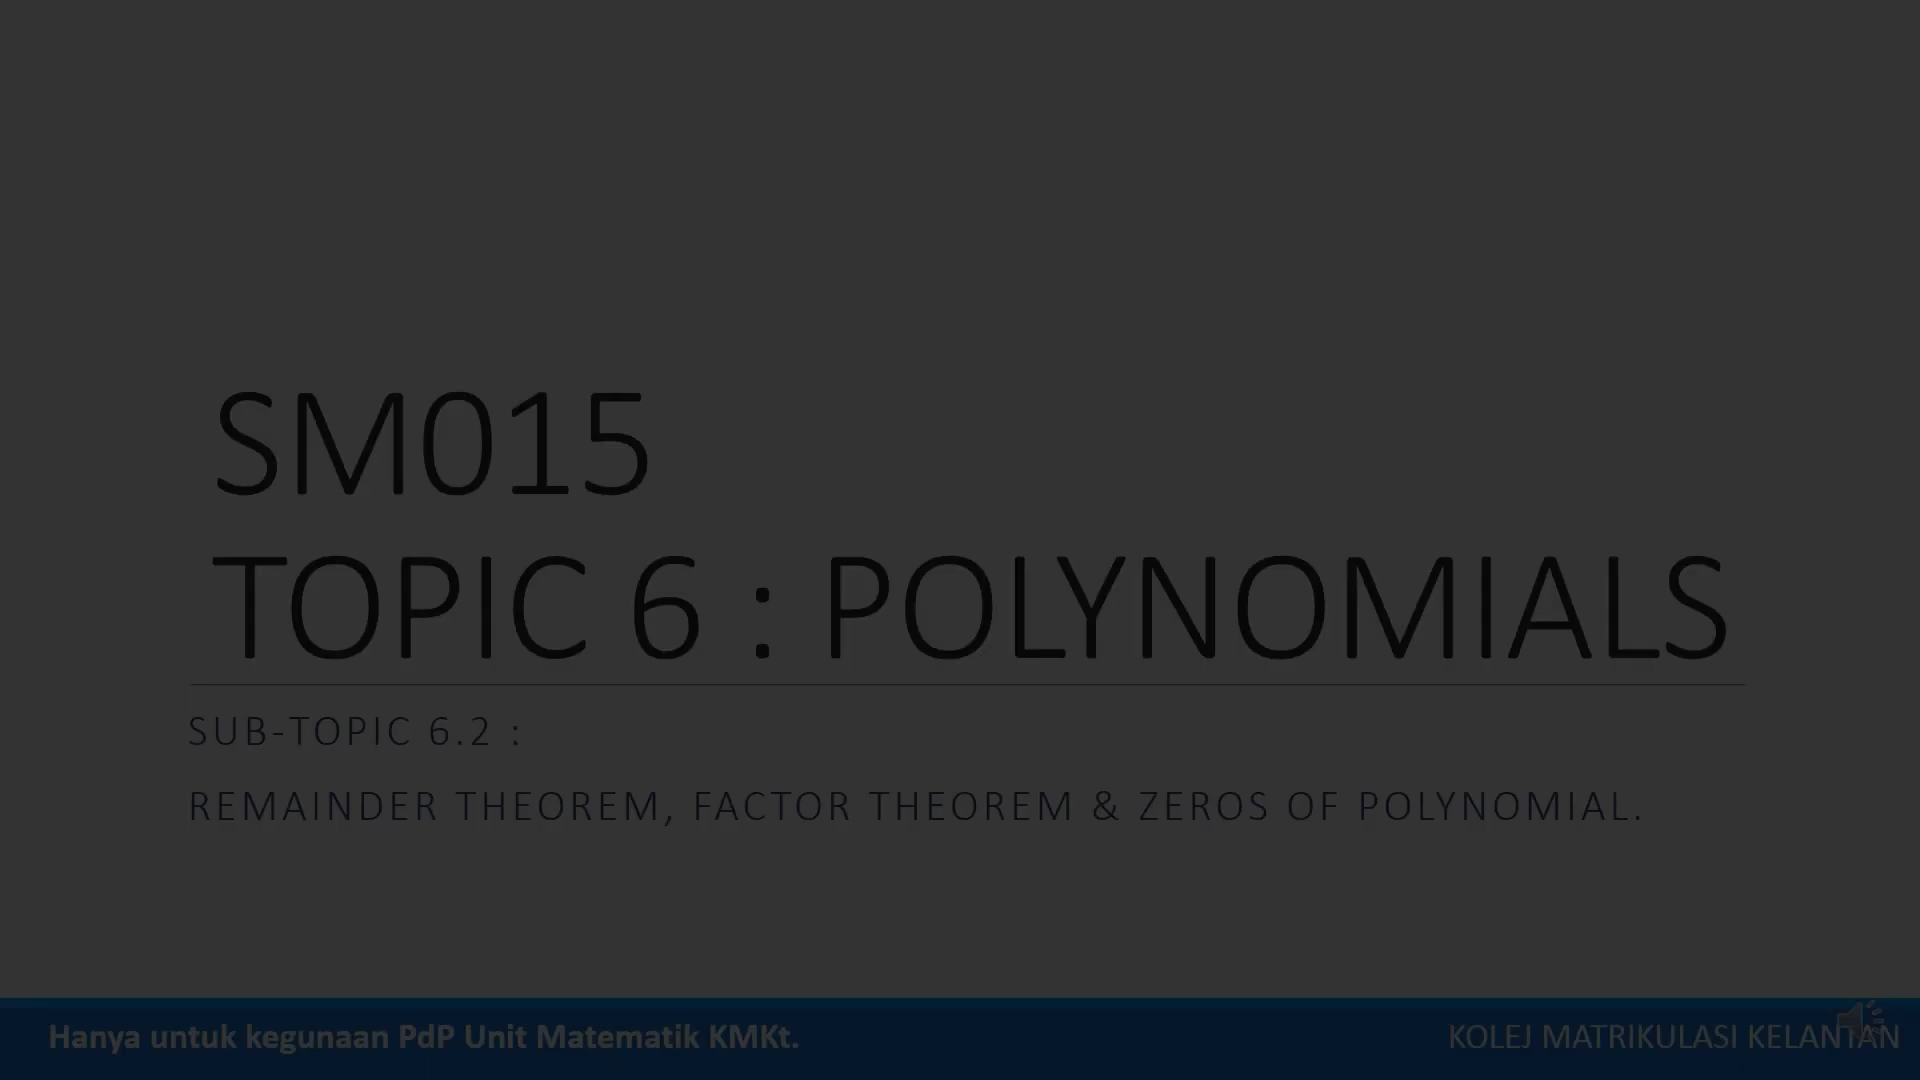 SM015
TOPIC 6 : POLYNOMIALS
SUB-TOPIC 6.2 :
REMAINDER THEOREM, FACTOR THEOREM & ZEROS OF POLYNOMIAL.
Hanya untuk kegunaan PdP Unit Matematik KMKt.
KOLEJ MATRIKULASI KELANTAN